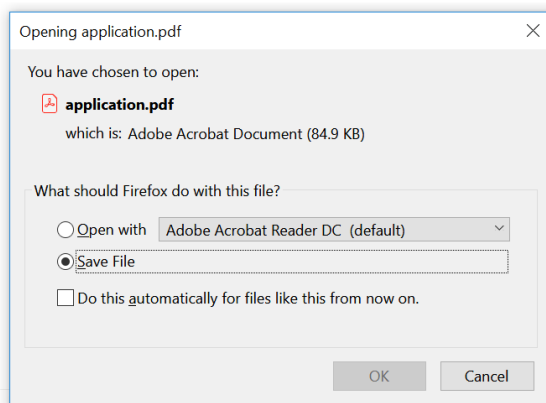 Opening application.pdf
You have chosen to open:
application.pdf
which is: Adobe Acrobat Document (84.9 KB)
What should Firefox do with this file?
Open with Adobe Acrobat Reader DC (default)
Save File
Do this automatically for files like this from now on.
OK Cancel